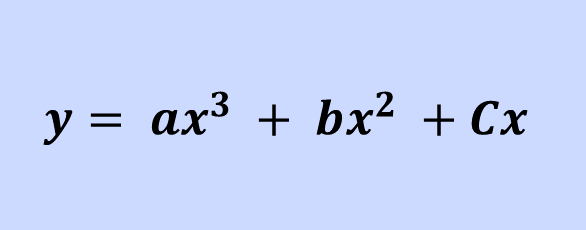 y = ax³ + bx² + Cx